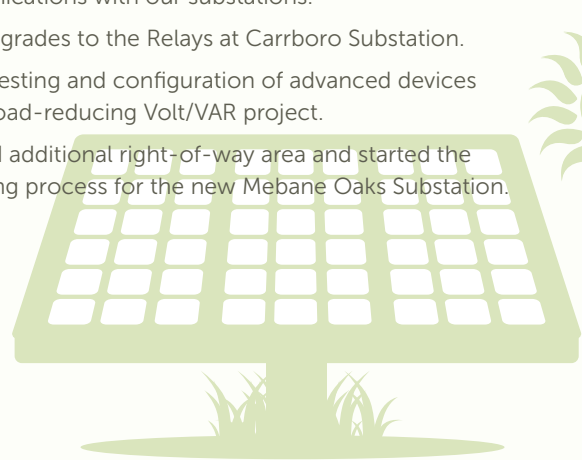 nications with our substations.
grades to the Relays at Carrboro Substation.
esting and configuration of advanced devices
oad-reducing Volt/VAR project.
additional right-of-way area and started the
ng process for the new Mebane Oaks Substation.